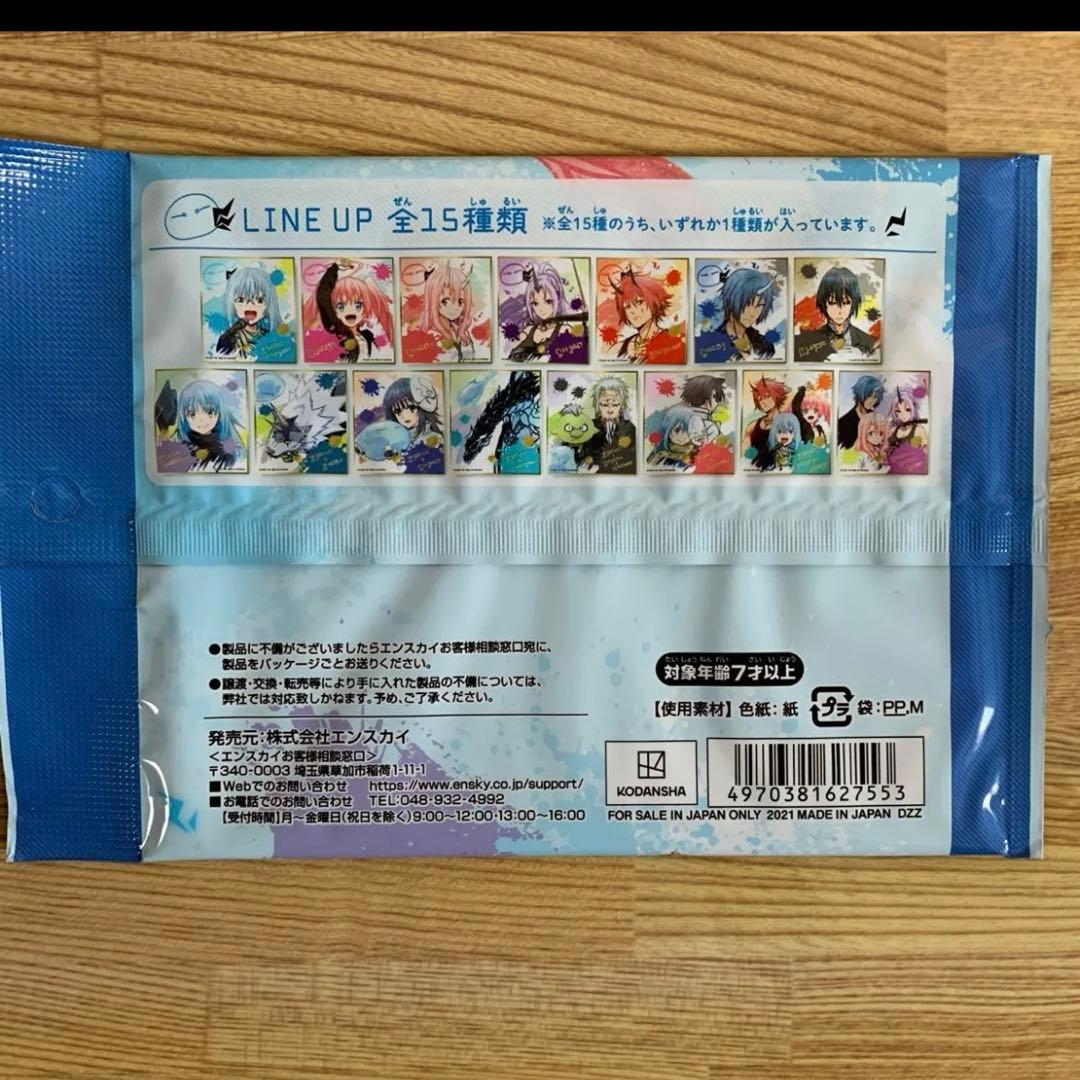 LINE UP 全15種類 ※全15種のうち、いずれか1種類が入っています。
●製品に不備がございましたらエンスカイお客様相談窓口宛に、
製品をパッケージごとお送りください。
●譲渡・交換・転売等により手に入れた製品の不備については、
弊社では対応致しかねます。予め、ご了承ください。
発売元:株式会社エンスカイ
<エンスカイお客様相談窓口>
〒340-0003 埼玉県草加市稲荷1-11-1
■Webでのお問い合わせ https://www.ensky.co.jp/support/
■お電話でのお問い合わせ TEL:048-932-4992
【受付時間】月～金曜日(祝日を除く)9:00～12:00・13:00～16:00
対象年齢7才以上
【使用素材】色紙:紙 プラ 袋:PP,M
KODANSHA
4970381627553
FOR SALE IN JAPAN ONLY 2021 MADE IN JAPAN DZZ